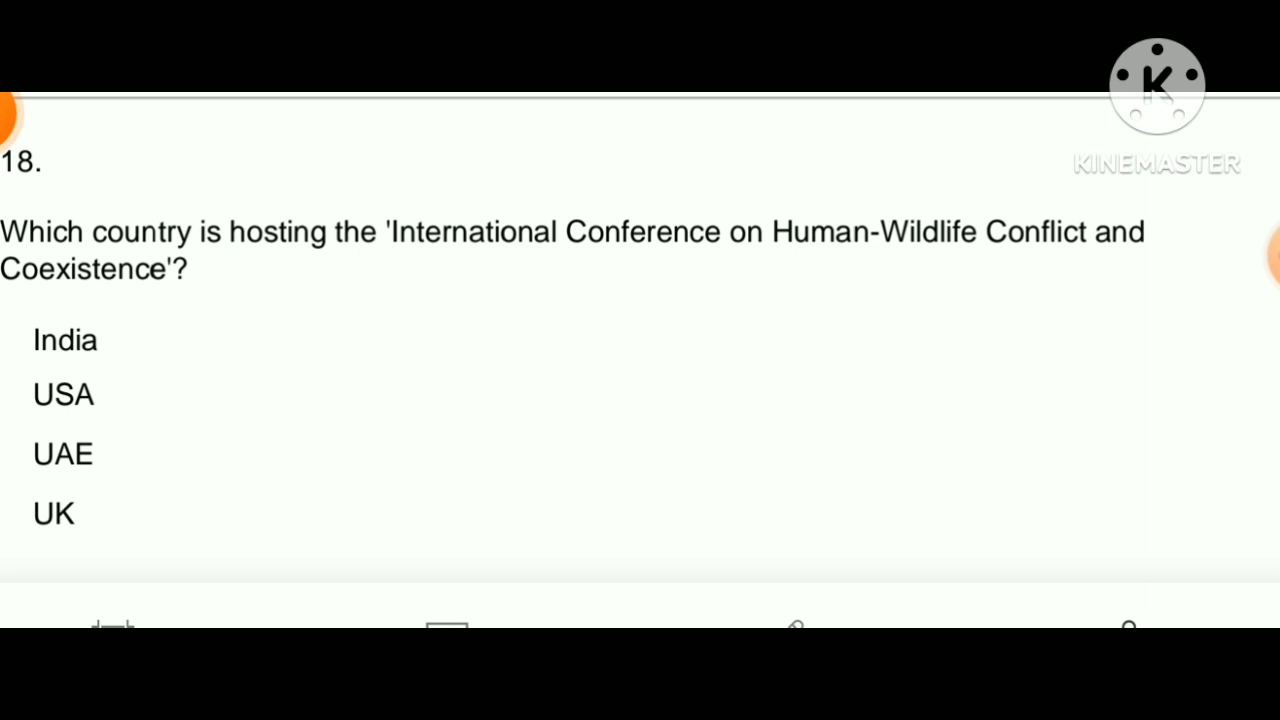 K
KINEMASTER
18.
Which country is hosting the 'International Conference on Human-Wildlife Conflict and
Coexistence'?
India
USA
UAE
UK